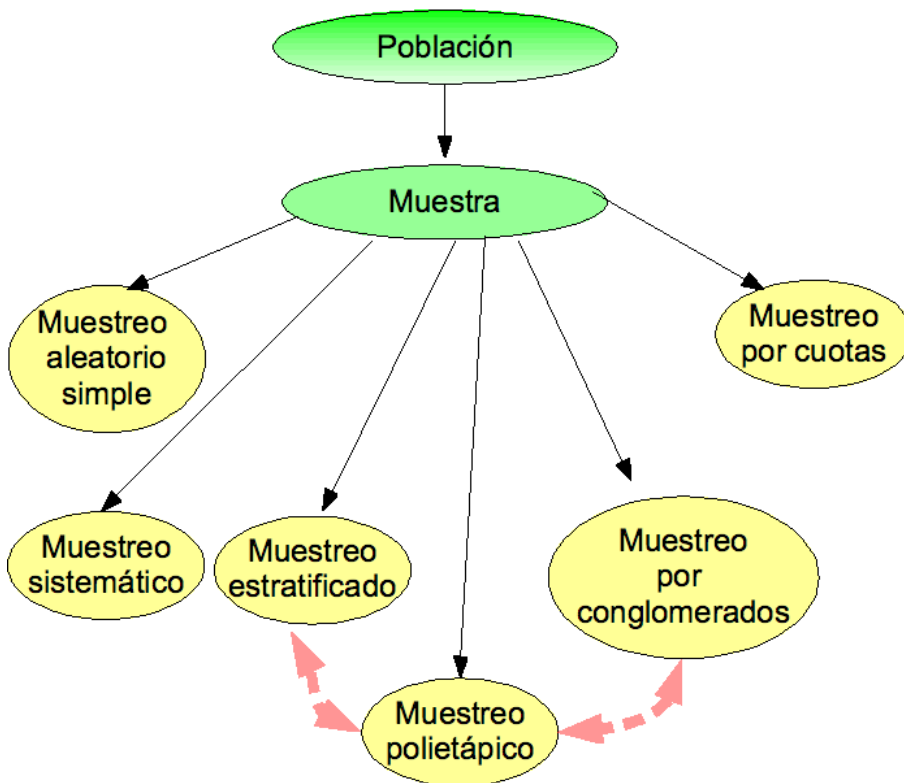 Población
Muestra
Muestreo
aleatorio
simple
Muestreo
por cuotas
Muestreo
sistemático
Muestreo
estratificado
Muestreo
por
conglomerados
Muestreo
polietápico